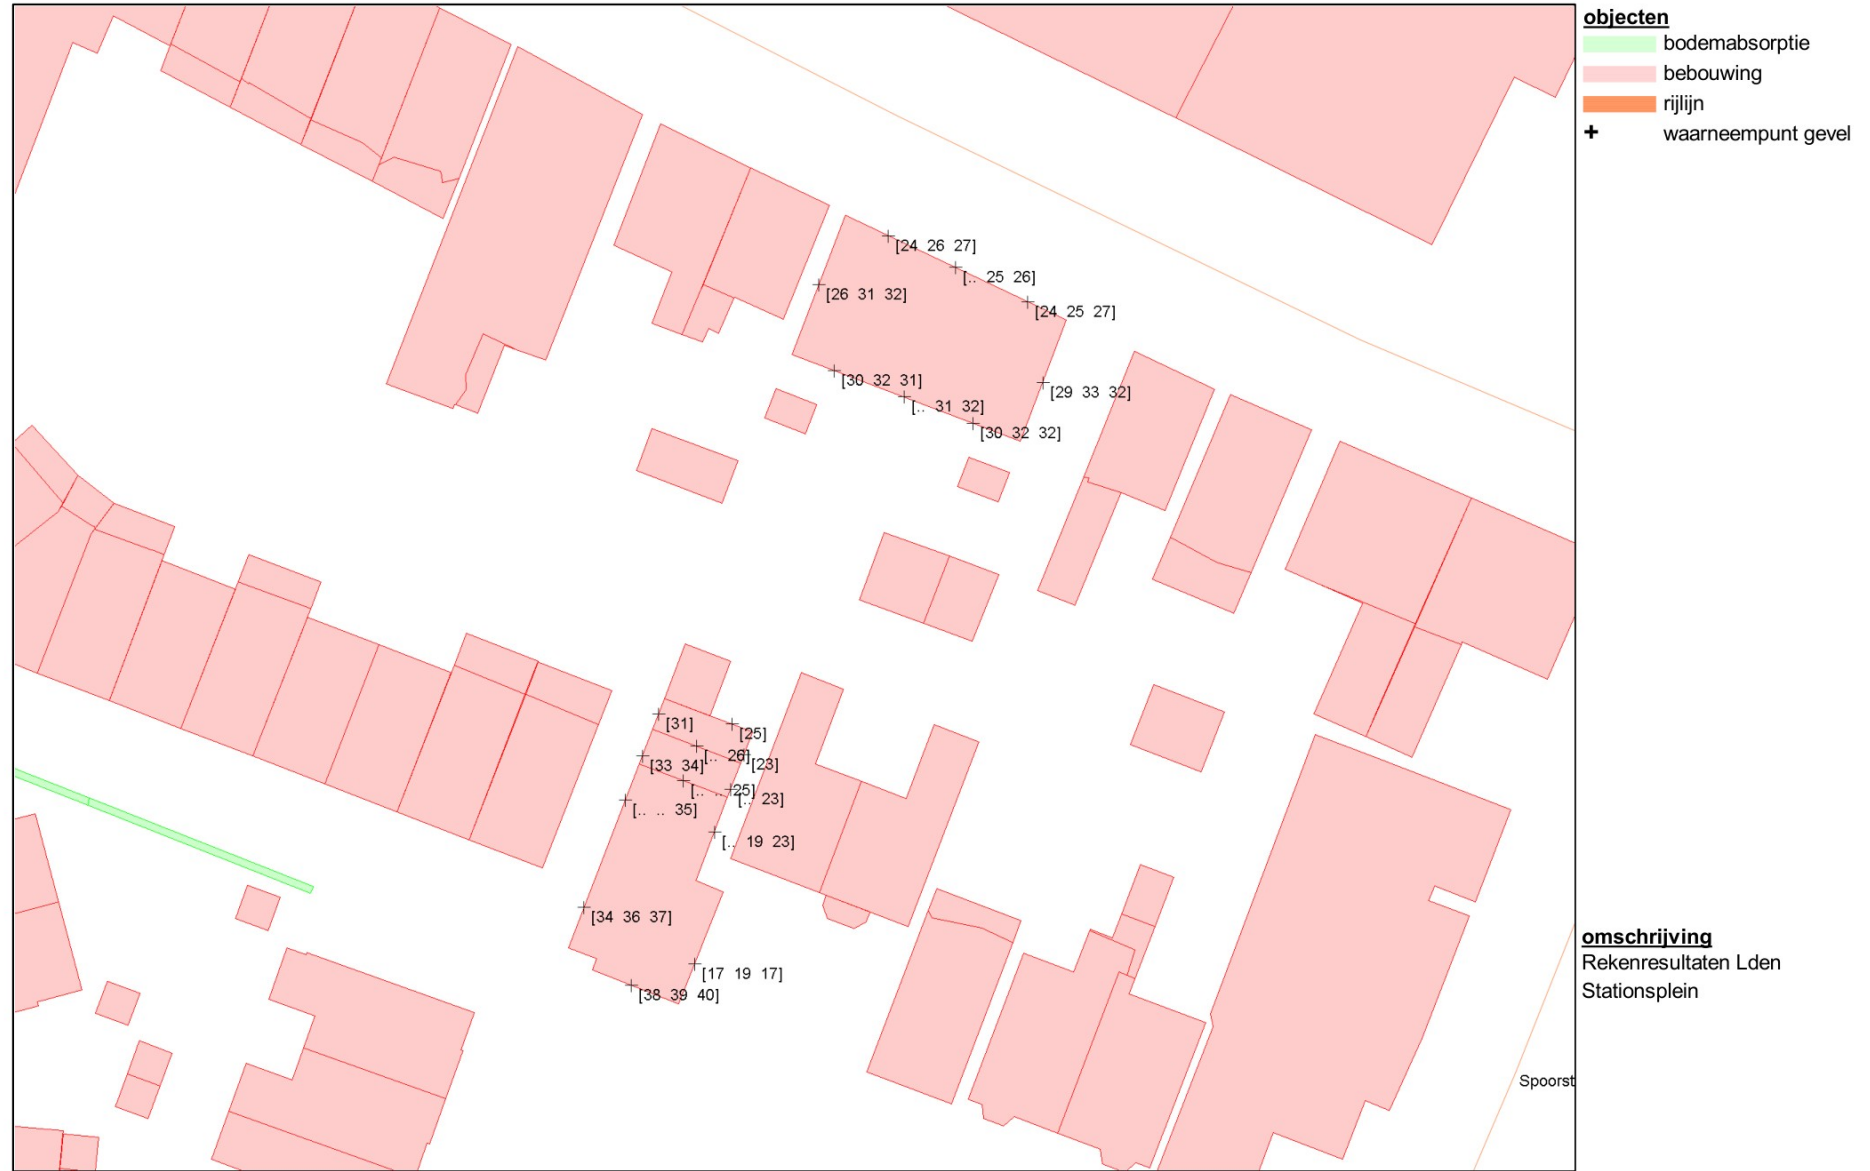 objecten
bodemabsorptie
bebouwing
rijlijn
waarneempunt gevel
[24 26 27]
[.. 25 26]
[26 31 32]
[24 25 27]
[30 32 31]
[29 33 32]
[.. 31 32]
[30 32 32]
[31]
[25]
[.. 26]
[23]
[33 34]
[.. .. 25]
[.. 23]
[.. .. 35]
[.. 19 23]
[34 36 37]
[17 19 17]
[38 39 40]
omschrijving
Rekenresultaten Lden
Stationsplein
Spoorst